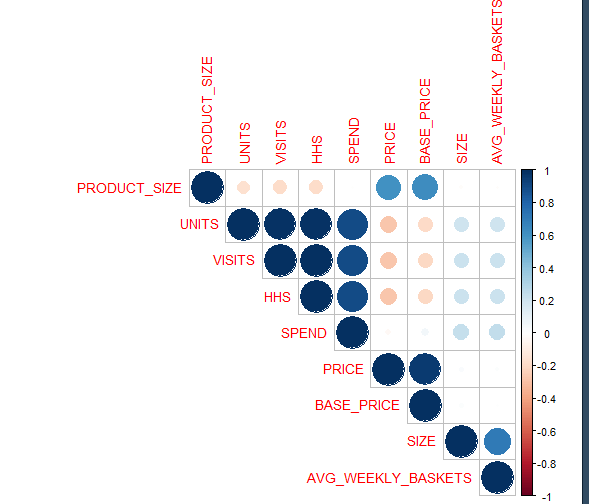 PRODUCT_SIZE
UNITS
VISITS
HHS
SPEND
PRICE
BASE_PRICE
SIZE
AVG_WEEKLY_BASKETS
PRODUCT_SIZE
UNITS
VISITS
HHS
SPEND
PRICE
BASE_PRICE
SIZE
AVG_WEEKLY_BASKETS
1
0.8
0.6
0.4
0.2
0
-0.2
-0.4
-0.6
-0.8
-1